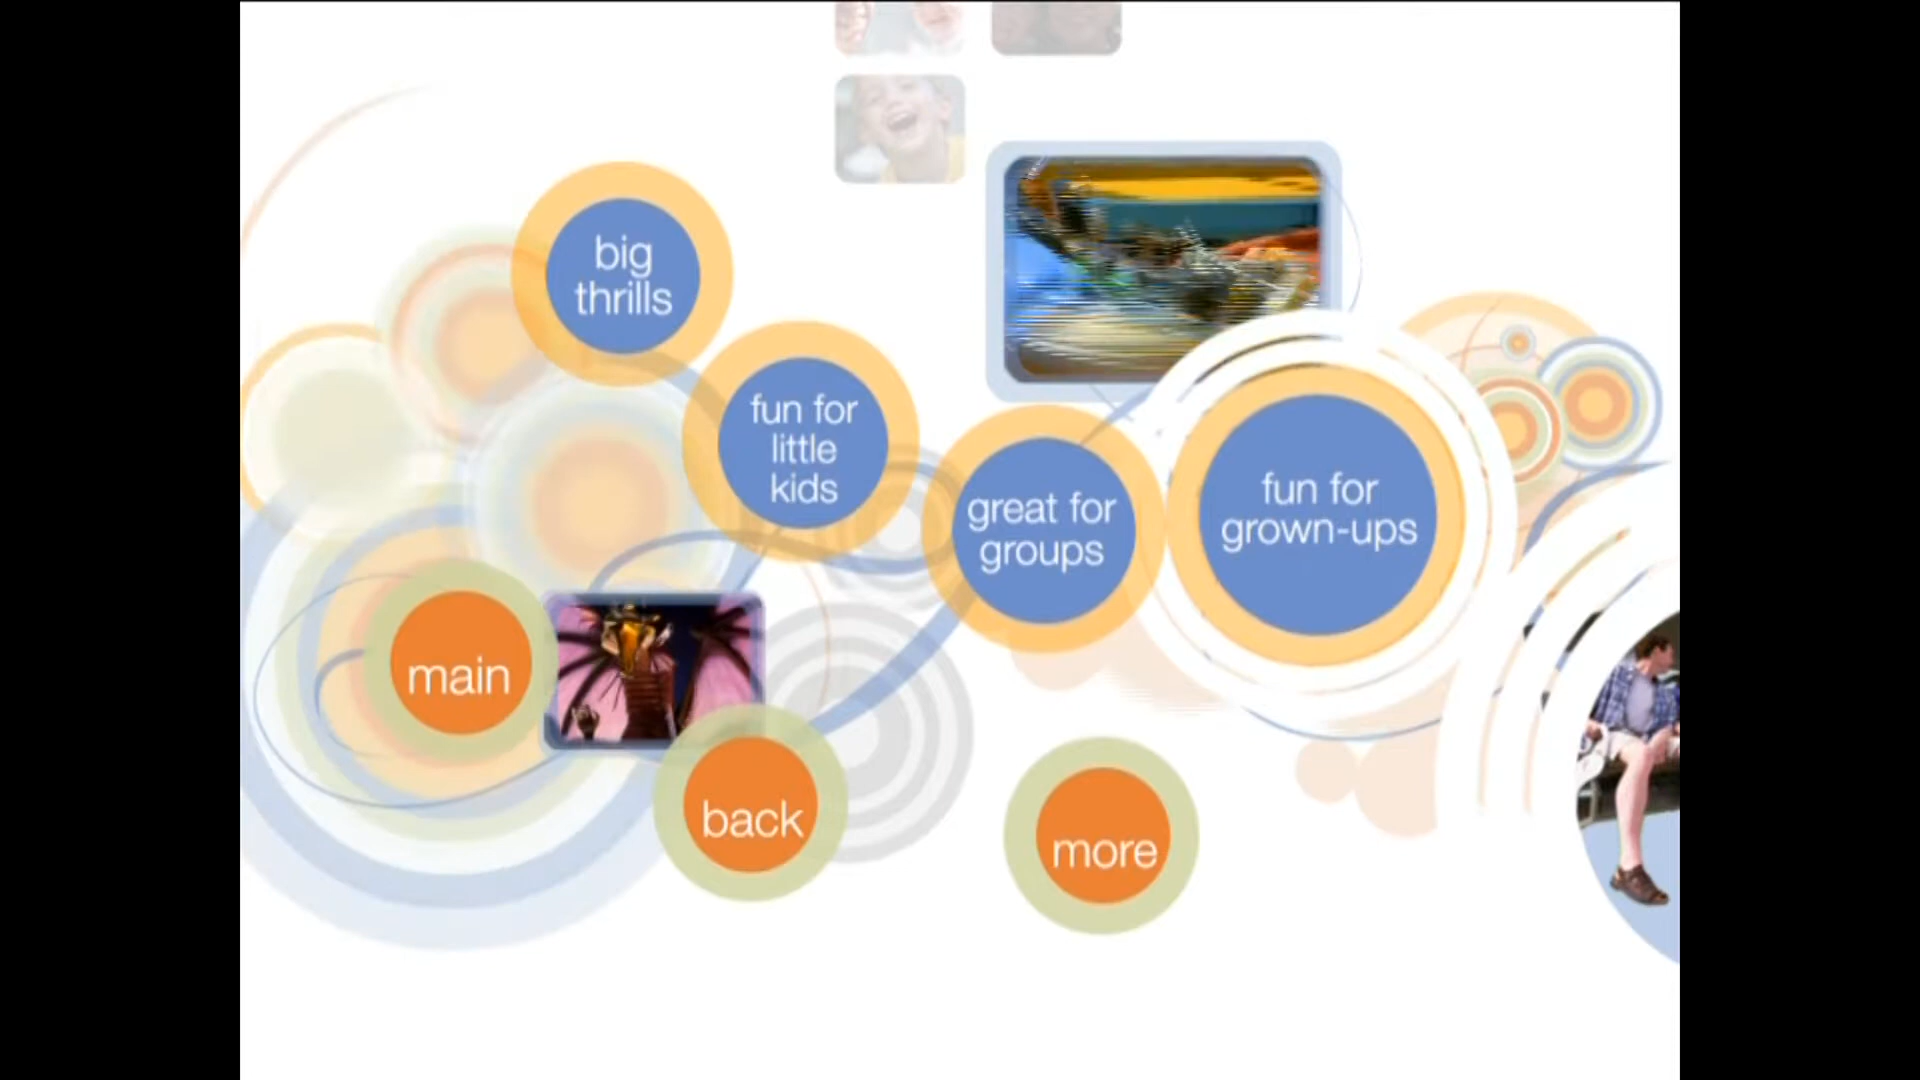 big
thrills
fun for
little
kids
great for
groups
fun for
grown-ups
main
back
more